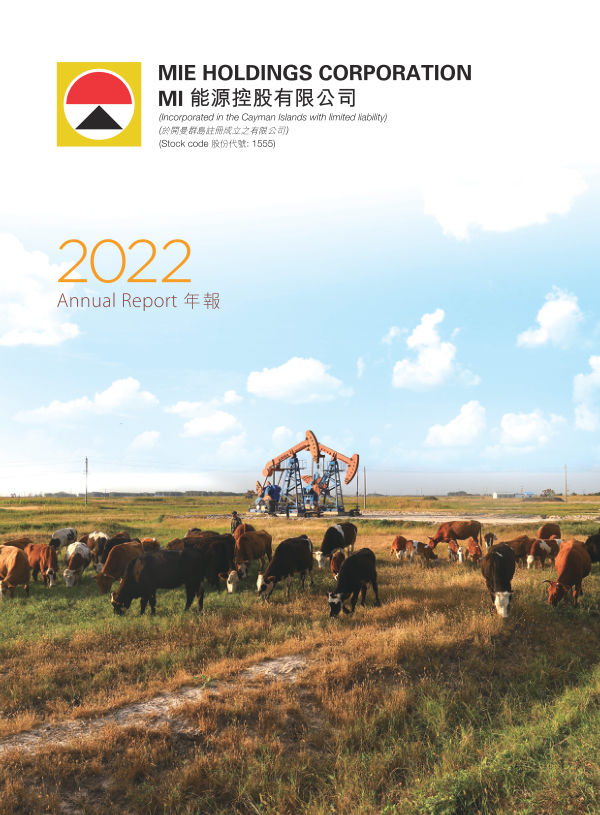 MIE HOLDINGS CORPORATION
MI 能源控股有限公司
(Incorporated in the Cayman Islands with limited liability)
(於開曼群島註冊成立之有限公司)
(Stock code 股份代號: 1555)
2022
Annual Report 年報